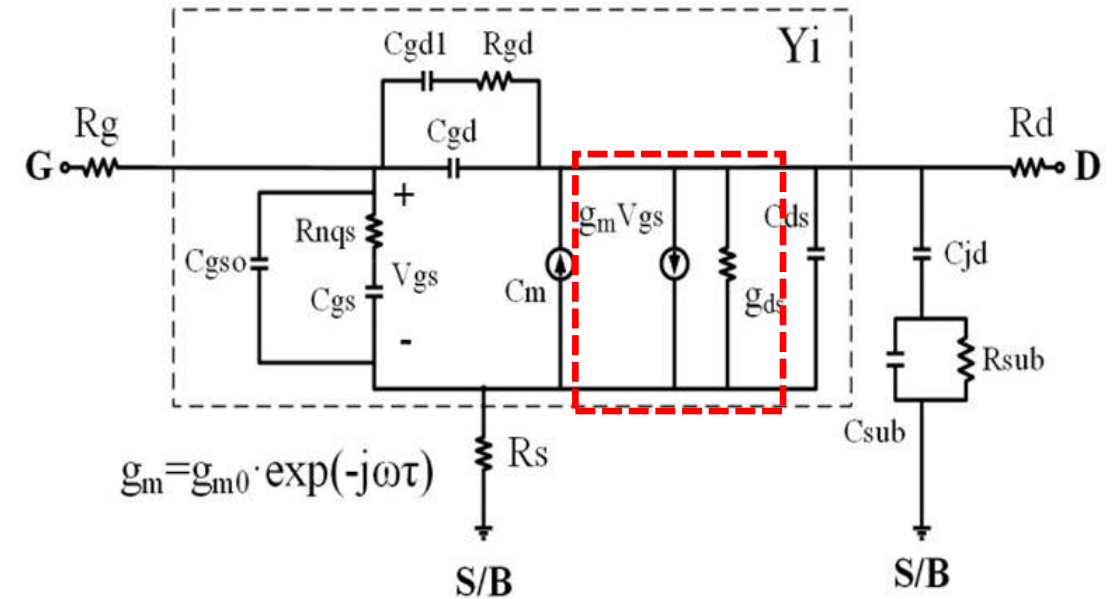 Cgd1
Rgd
Yi
Rg
Cgd
Rd
G
D
+
Rnqs
gmVgs
Cds
Cgso
Vgs
Cjd
Cgs
Cm
gds
-
Rsub
Csub
Rs
gm=gm0·exp(-jωτ)
S/B
S/B